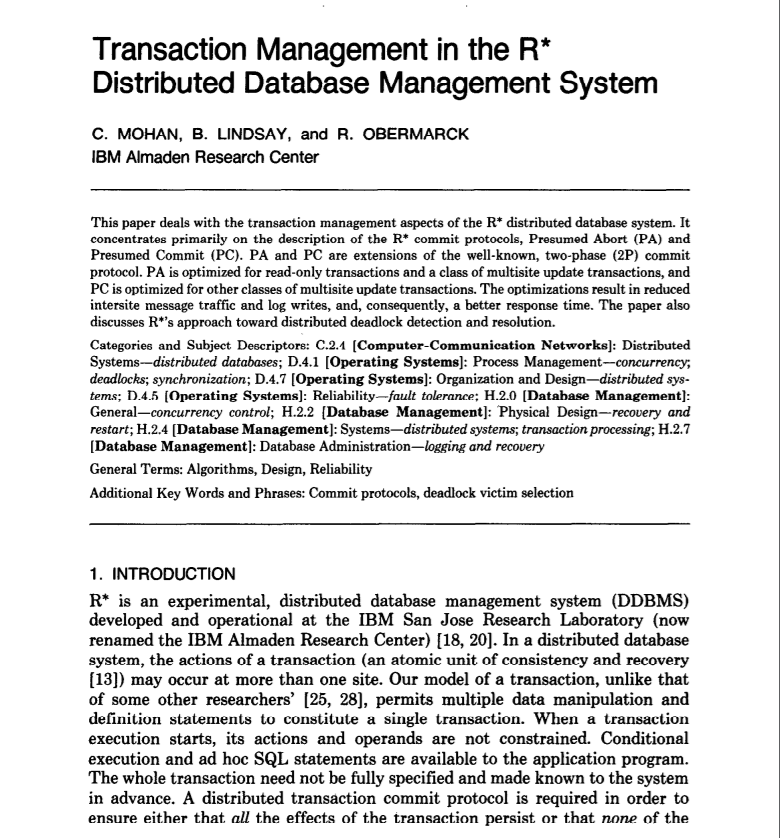 Transaction Management in the R*
Distributed Database Management System
C. MOHAN, B. LINDSAY, and R. OBERMARCK
IBM Almaden Research Center
This paper deals with the transaction management aspects of the R* distributed database system. It
concentrates primarily on the description of the R* commit protocols, Presumed Abort (PA) and
Presumed Commit (PC). PA and PC are extensions of the well-known, two-phase (2P) commit
protocol. PA is optimized for read-only transactions and a class of multisite update transactions, and
PC is optimized for other classes of multisite update transactions. The optimizations result in reduced
intersite message traffic and log writes, and, consequently, a better response time. The paper also
discusses R*'s approach toward distributed deadlock detection and resolution.
Categories and Subject Descriptors: C.2.4 [Computer-Communication Networks]: Distributed
Systems—distributed databases; D.4.1 [Operating Systems]: Process Management—concurrency;
deadlocks; synchronization; D.4.7 [Operating Systems]: Organization and Design—distributed sys-
tems; D.4.5 [Operating Systems]: Reliability—fault tolerance; H.2.0 [Database Management]:
General—concurrency control; H.2.2 [Database Management]: Physical Design—recovery and
restart; H.2.4 [Database Management]: Systems—distributed systems; transaction processing; H.2.7
[Database Management]: Database Administration—logging and recovery
General Terms: Algorithms, Design, Reliability
Additional Key Words and Phrases: Commit protocols, deadlock victim selection
1. INTRODUCTION
R* is an experimental, distributed database management system (DDBMS)
developed and operational at the IBM San Jose Research Laboratory (now
renamed the IBM Almaden Research Center) [18, 20]. In a distributed database
system, the actions of a transaction (an atomic unit of consistency and recovery
[13]) may occur at more than one site. Our model of a transaction, unlike that
of some other researchers' [25, 28], permits multiple data manipulation and
definition statements to constitute a single transaction. When a transaction
execution starts, its actions and operands are not constrained. Conditional
execution and ad hoc SQL statements are available to the application program.
The whole transaction need not be fully specified and made known to the system
in advance. A distributed transaction commit protocol is required in order to
ensure either that all the effects of the transaction persist or that none of the